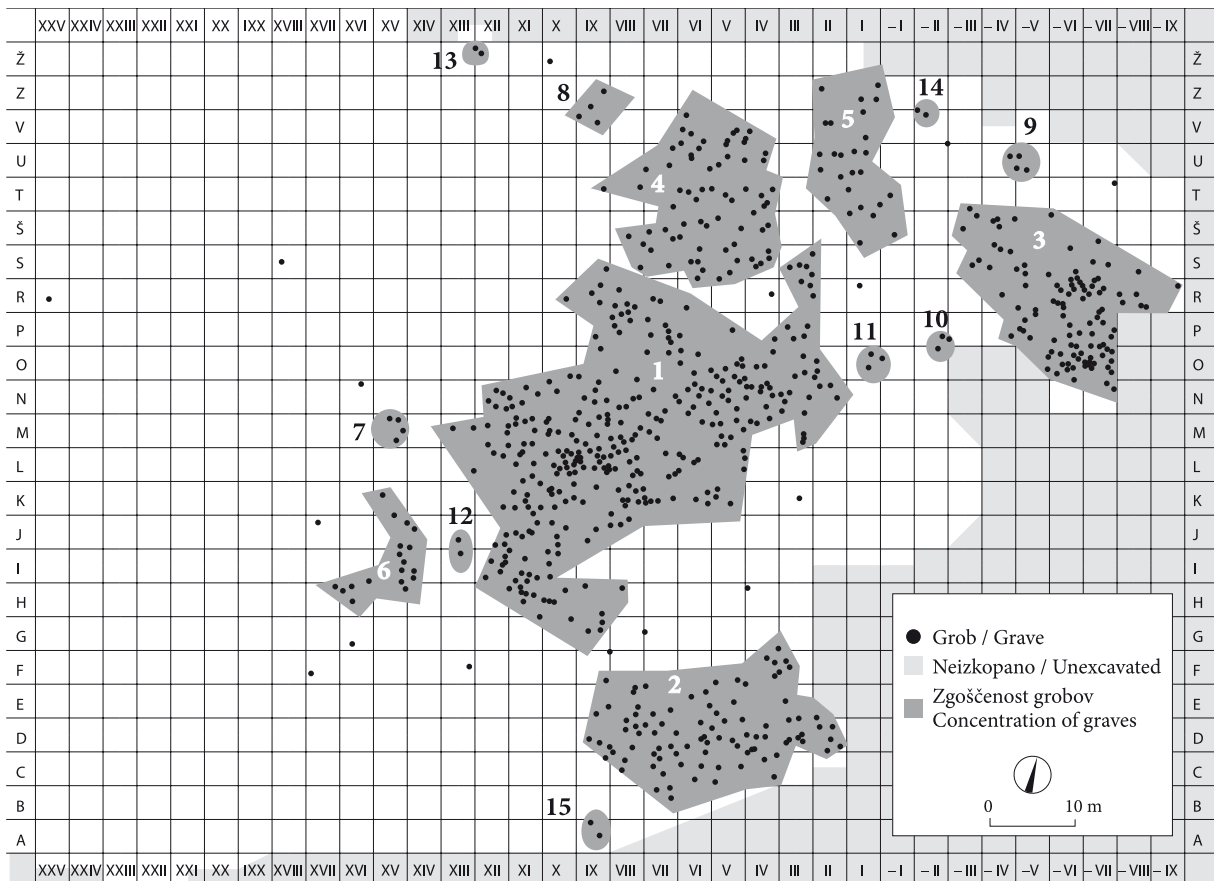 XXV XXIV XXIII XXII XXI XX IXX XVIII XVII XVI XV XIV XIII XII XI X IX VIII VII VI V IV III II I – I – II – III – IV – V – VI – VII – VIII – IX
Ž 13 Ž
Z 8 14 Z
V 5 9 V
U U
T 4 T
Š 3 Š
S S
R R
P 11 10 P
O 1 O
N N
M 7 M
L L
K K
J 12 J
I 6 I
H H
G G
F 2 F
E E
D D
C C
B 15 B
A A
Grob / Grave
Neizkopano / Unexcavated
Zgoščenost grobov
Concentration of graves
0 10 m
XXV XXIV XXIII XXII XXI XX IXX XVIII XVII XVI XV XIV XIII XII XI X IX VIII VII VI V IV III II I – I – II – III – IV – V – VI – VII – VIII – IX